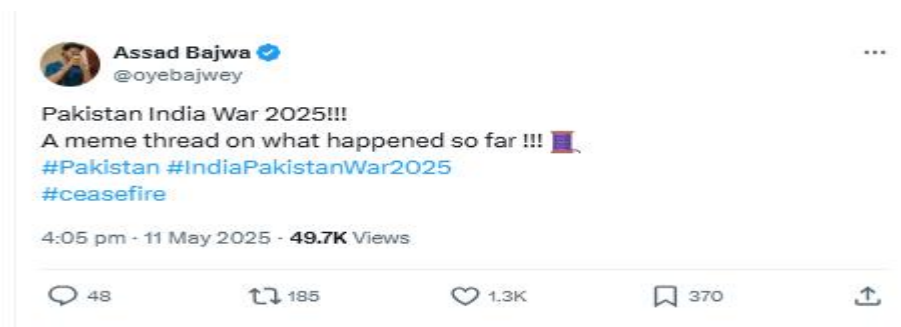 Assad Bajwa
@oyebajwey
Pakistan India War 2025!!!
A meme thread on what happened so far !!!
#Pakistan #IndiaPakistanWar2025
#ceasefire
4:05 pm · 11 May 2025 · 49.7K Views
48 185 1.3K 370